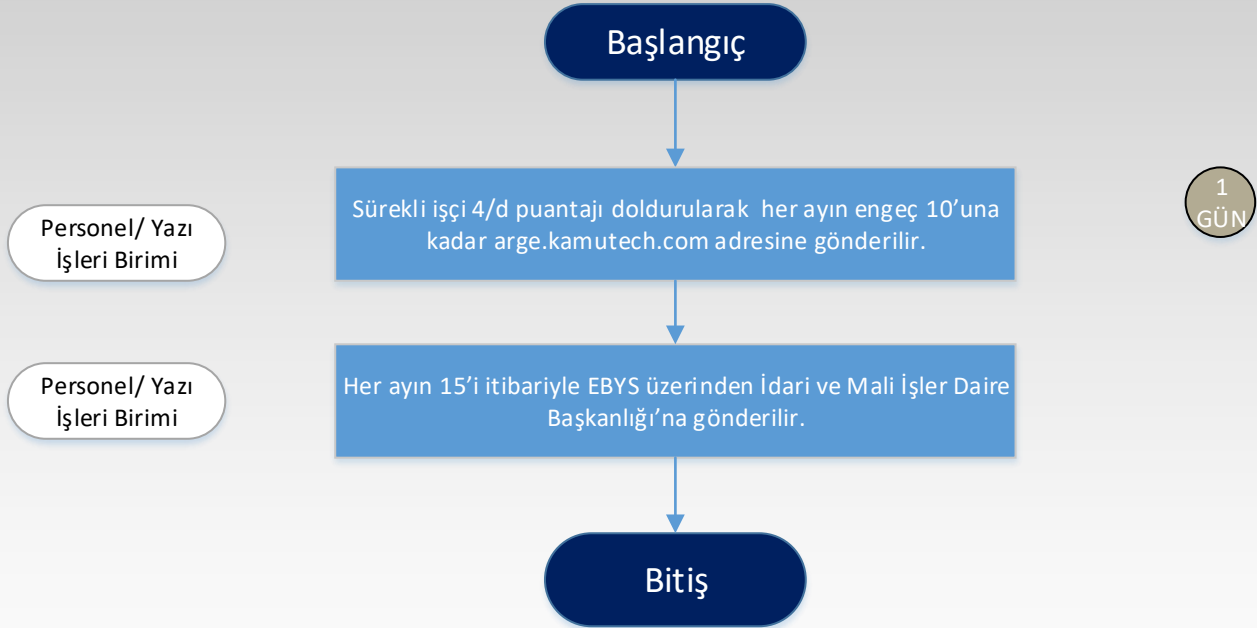 Başlangıç
Personel/ Yazı
İşleri Birimi
Sürekli işçi 4/d puantajı doldurularak  her ayın engeç 10’una
kadar arge.kamutech.com adresine gönderilir.
1
GÜN
Personel/ Yazı
İşleri Birimi
Her ayın 15’i itibariyle EBYS üzerinden İdari ve Mali İşler Daire
Başkanlığı’na gönderilir.
Bitiş